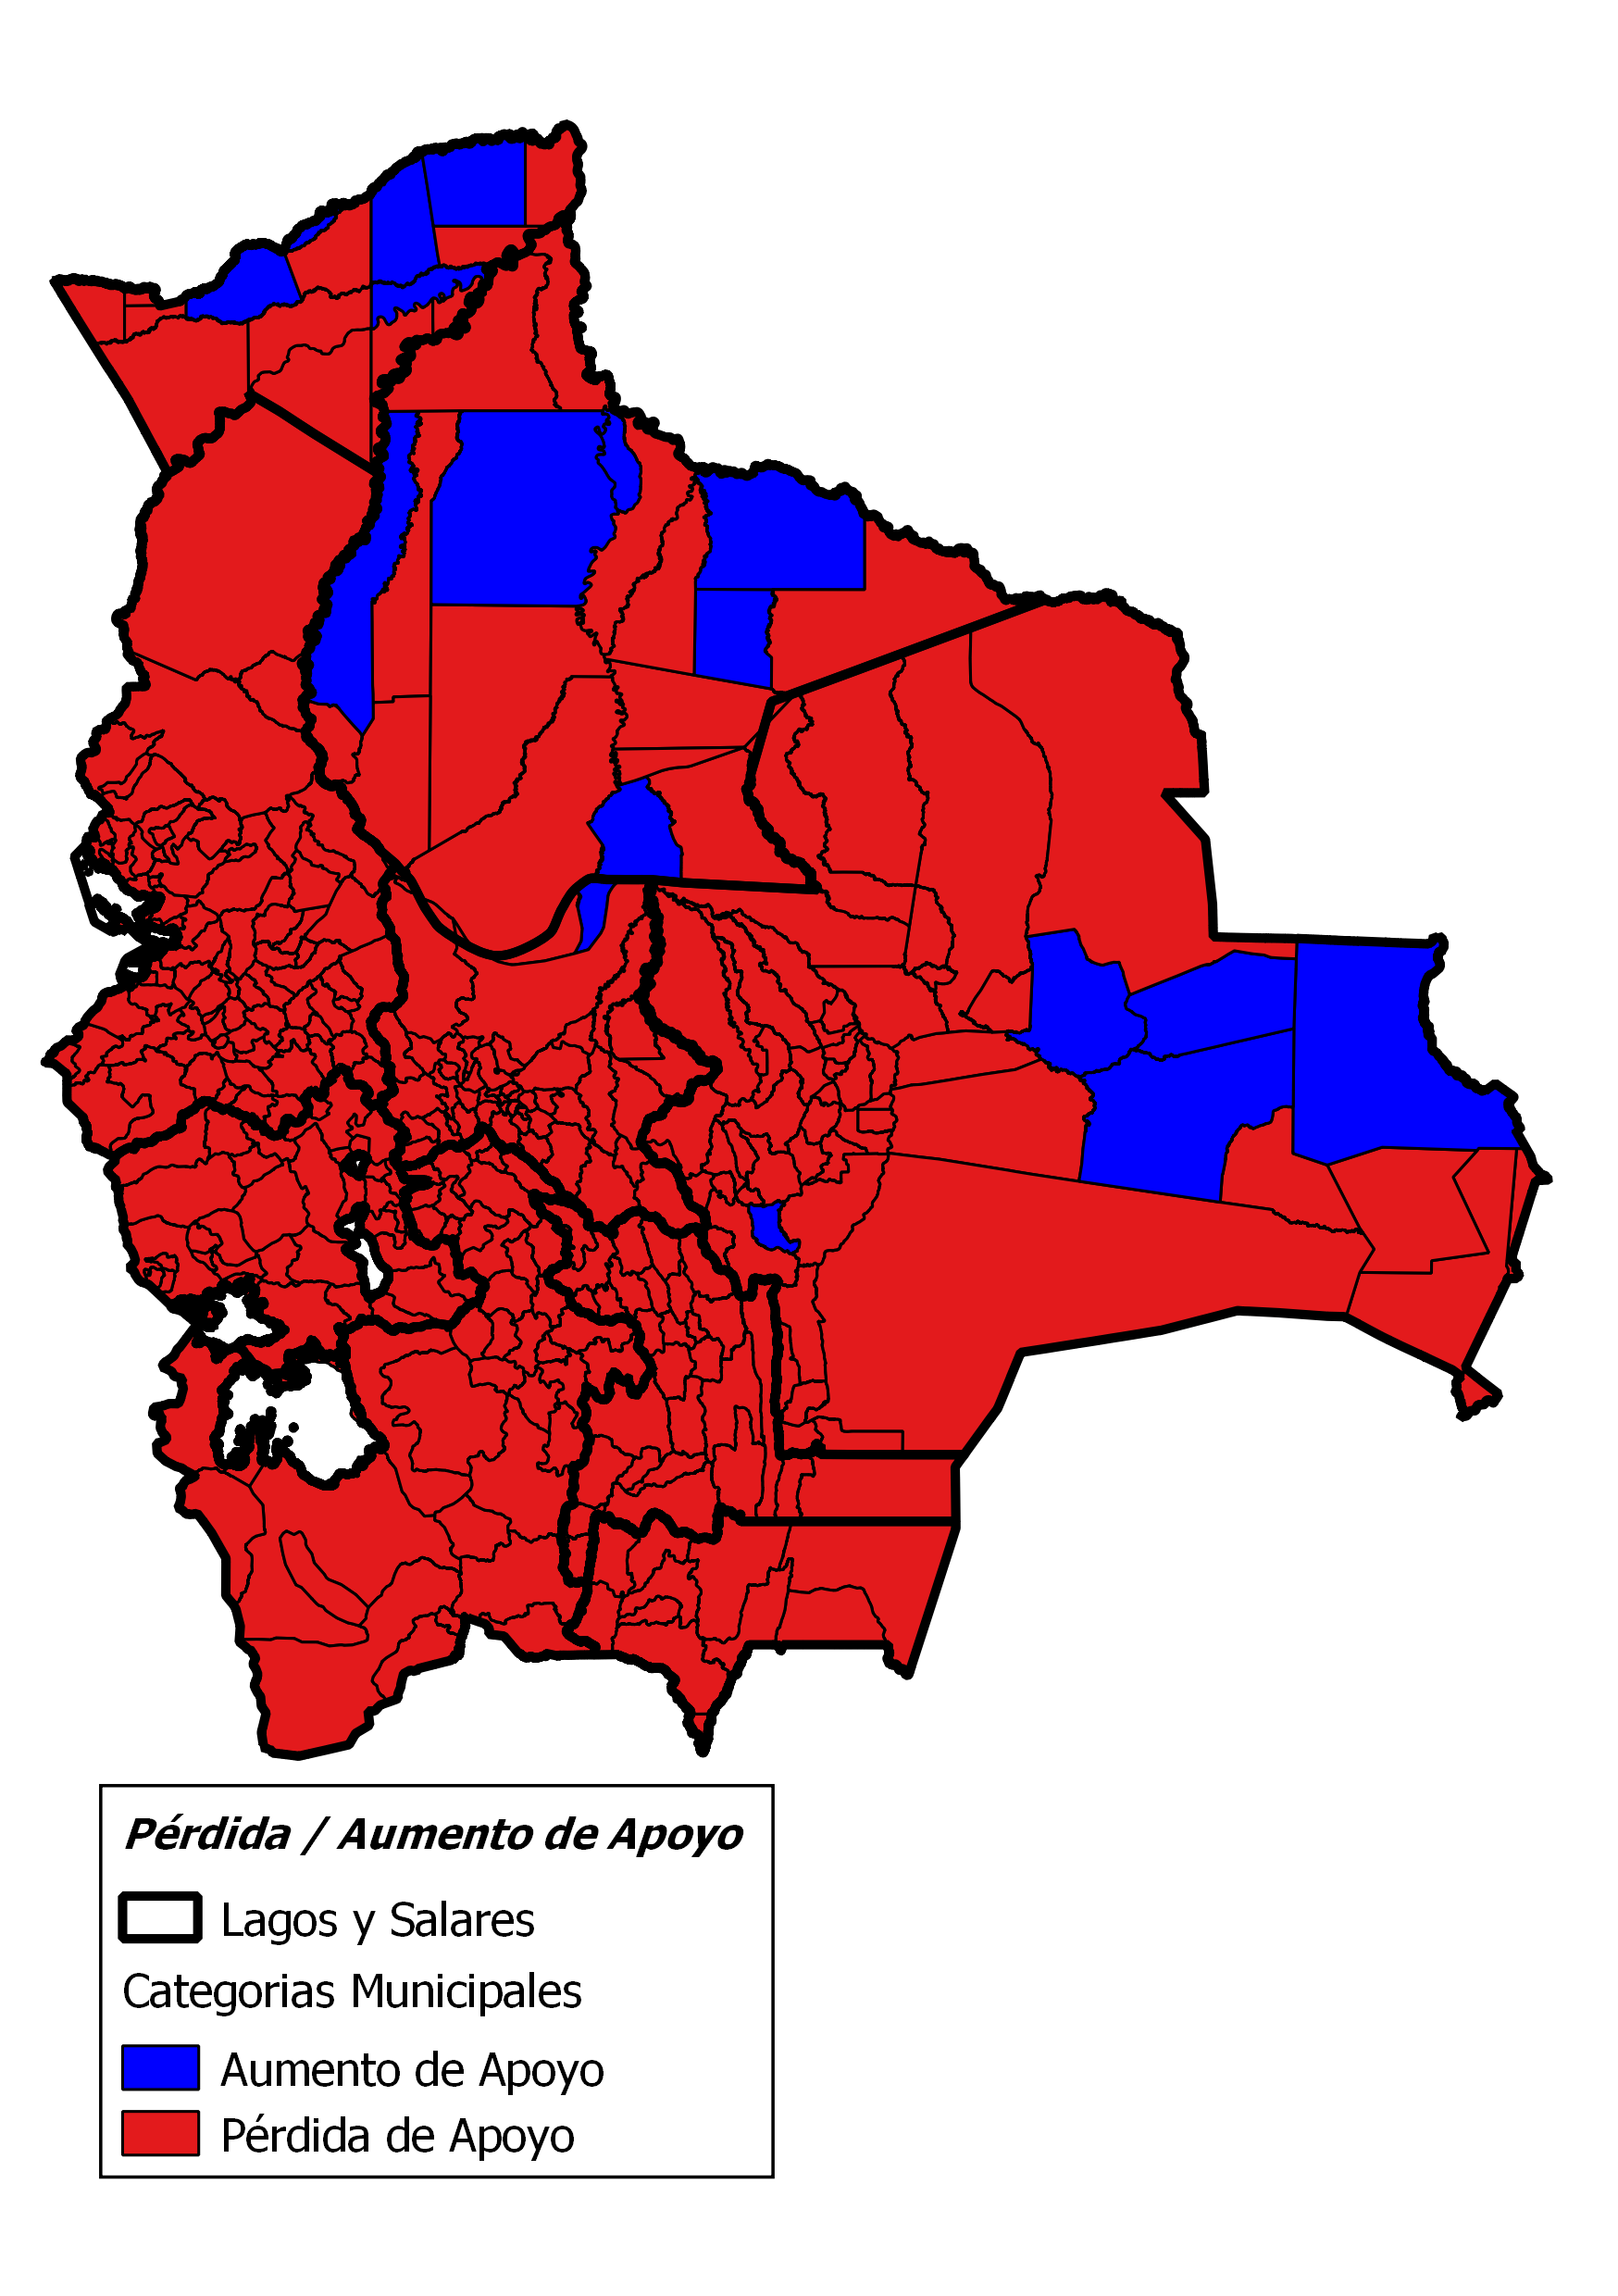 Pérdida / Aumento de Apoyo
Lagos y Salares
Categorias Municipales
Aumento de Apoyo
Pérdida de Apoyo